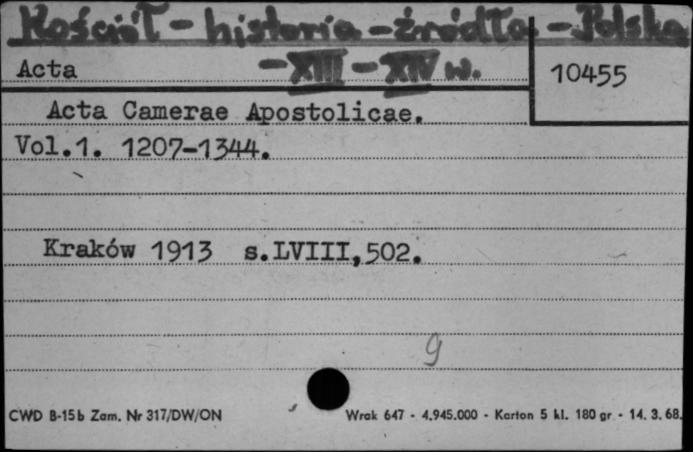 Kościół - historia - źródła - Polska
- XIII - XIV w.
Acta
10455
Acta Camerae Apostolicae.
Vol.1. 1207-1344.
Kraków 1913 s.LVIII,502.
g
CWD B-15b Zam. Nr 317/DW/ON
Wrak 647 - 4.945.000 - Karton 5 kl. 180 gr - 14. 3. 68.